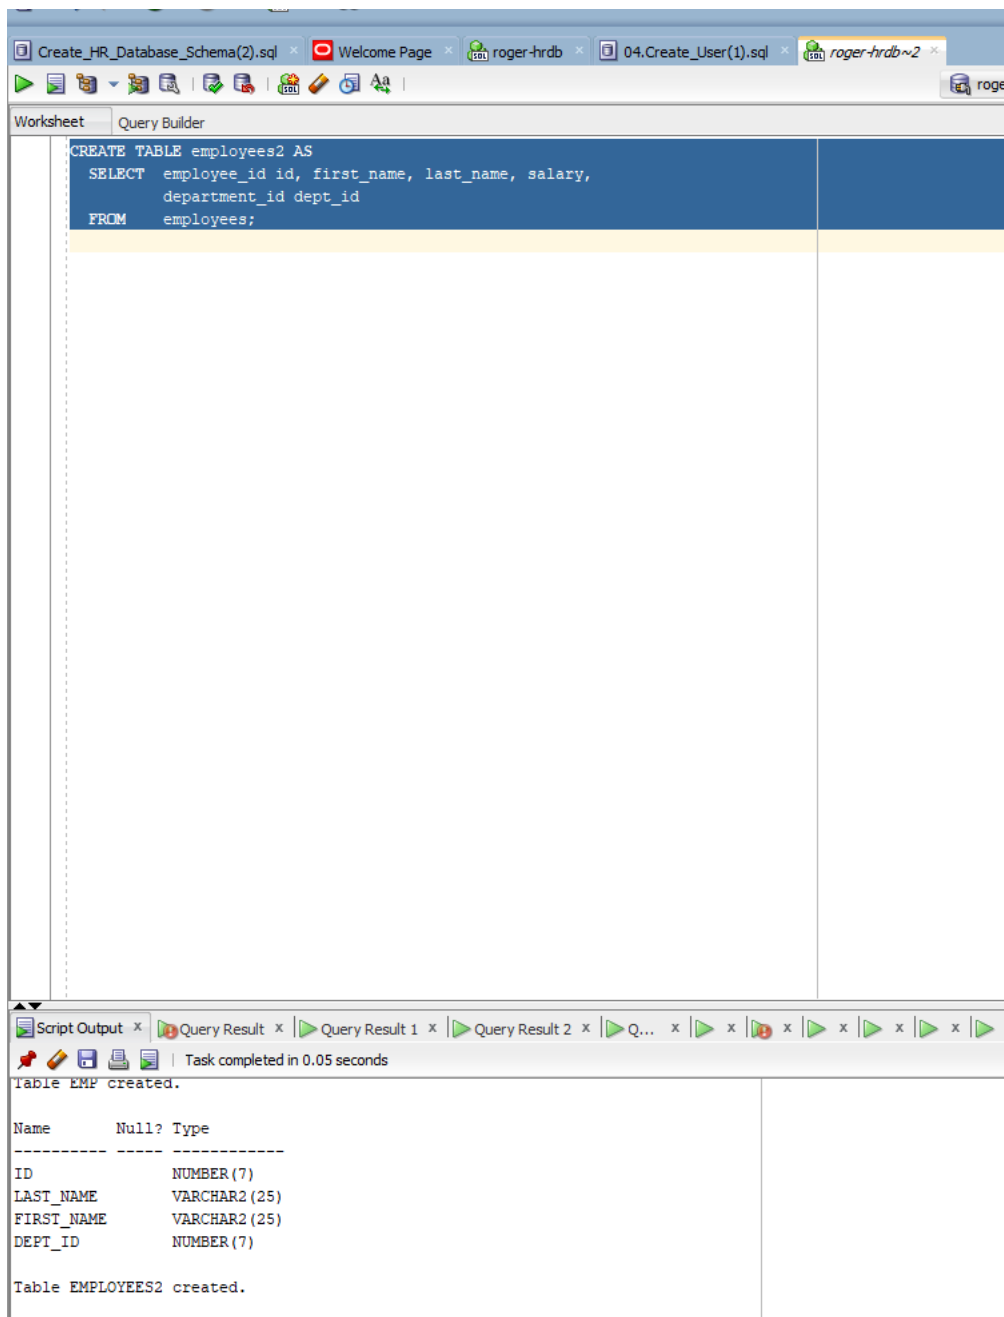 Create_HR_Database_Schema(2).sql Welcome Page roger-hrdb 04.Create_User(1).sql roger-hrdb~2
roge
Worksheet Query Builder
CREATE TABLE employees2 AS
SELECT employee_id id, first_name, last_name, salary,
department_id dept_id
FROM employees;
Script Output x Query Result x Query Result 1 x Query Result 2 x Q... x x x x x x
Task completed in 0.05 seconds
Table EMP created.
Name Null? Type
---------- ----- ------------
ID NUMBER(7)
LAST_NAME VARCHAR2(25)
FIRST_NAME VARCHAR2(25)
DEPT_ID NUMBER(7)
Table EMPLOYEES2 created.